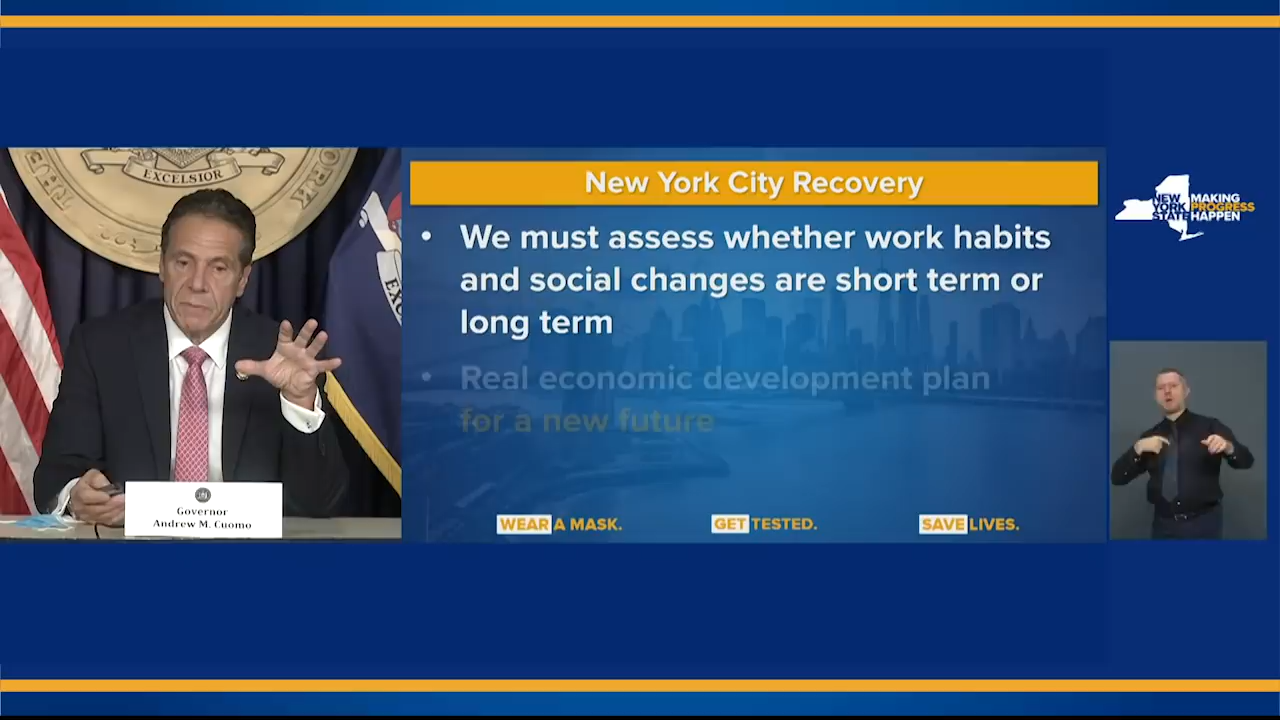 EXCELSIOR
Governor
Andrew M. Cuomo
New York City Recovery
• We must assess whether work habits
and social changes are short term or
long term
• Real economic development plan
for a new future
WEAR A MASK.
GET TESTED.
SAVE LIVES.
NEW
YORK
STATE
MAKING
PROGRESS
HAPPEN